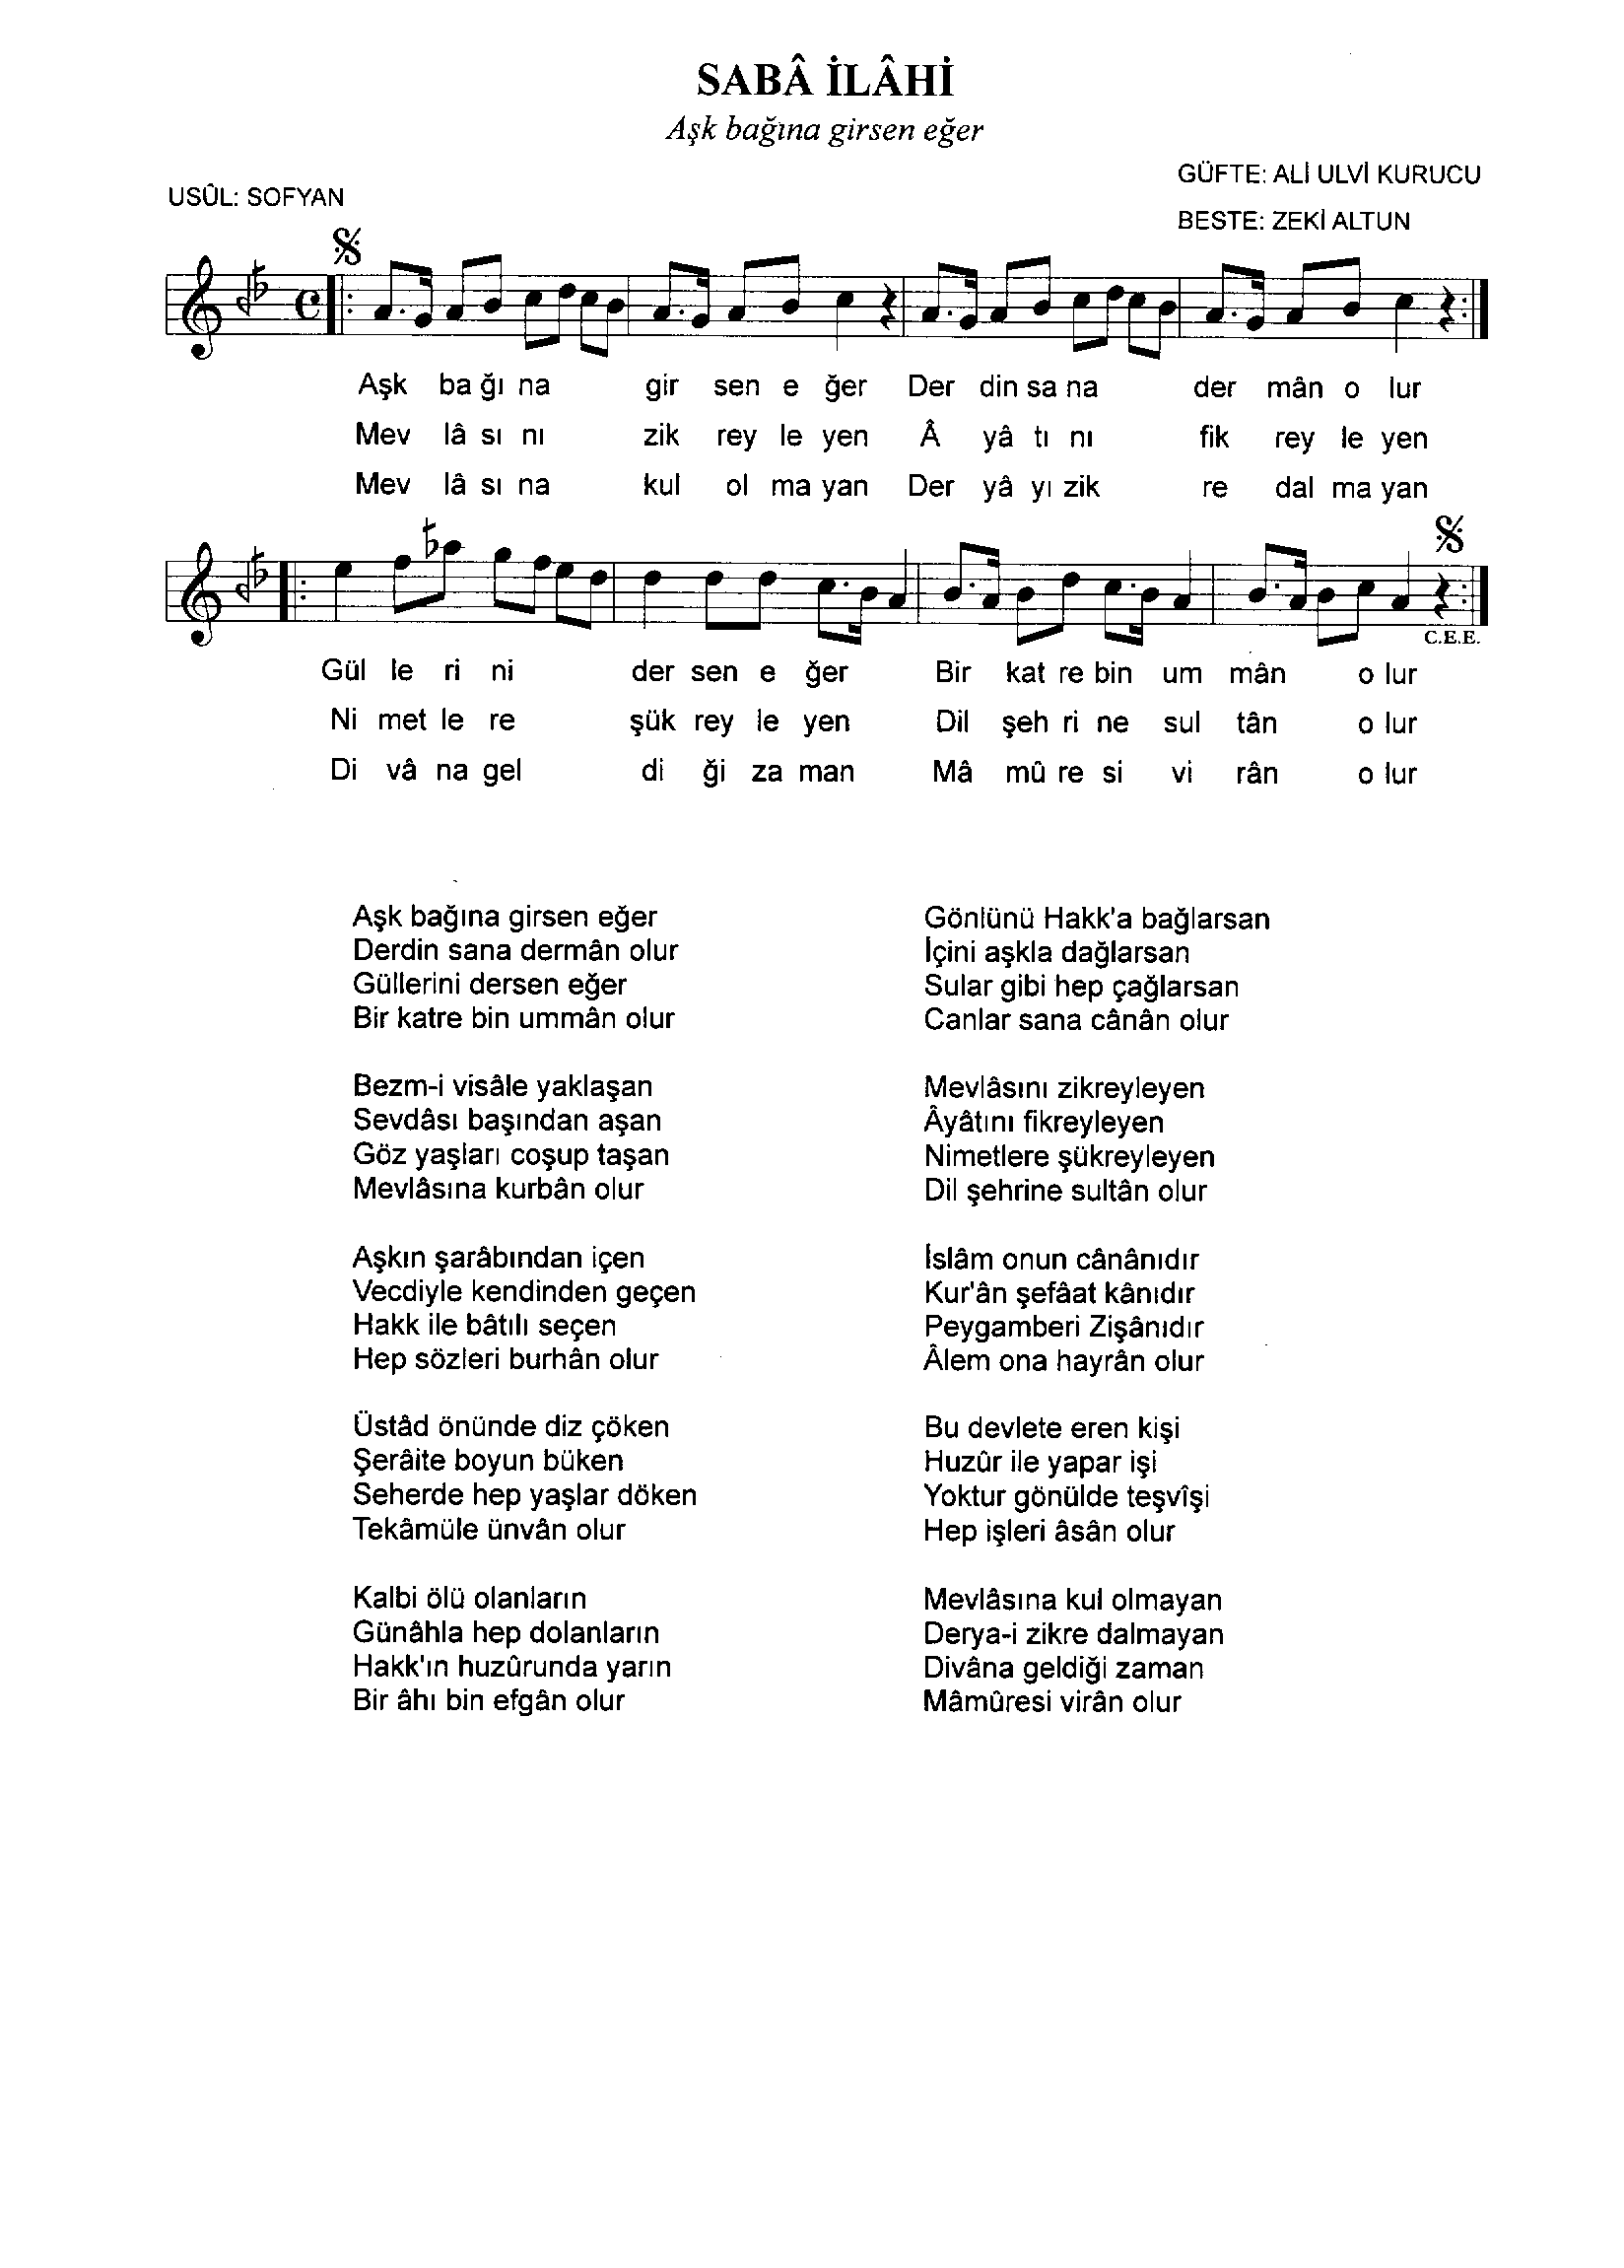 SABÂ İLÂHİ
Aşk bağına girsen eğer
GÜFTE: ALİ ULVİ KURUCU
USÛL: SOFYAN
BESTE: ZEKİ ALTUN
Aşk ba ğı na gir sen e ğer Der din sa na der mân o lur
Mev lâ sı nı zik rey le yen Â yâ tı nı fik rey le yen
Mev lâ sı na kul ol ma yan Der yâ yı zik re dal ma yan
C.E.E.
Gül le ri ni der sen e ğer Bir kat re bin um mân o lur
Ni met le re şük rey le yen Dil şeh ri ne sul tân o lur
Di vâ na gel di ği za man Mâ mû re si vi rân o lur
Aşk bağına girsen eğer
Derdin sana dermân olur
Güllerini dersen eğer
Bir katre bin ummân olur
Bezm-i visâle yaklaşan
Sevdâsı başından aşan
Göz yaşları coşup taşan
Mevlâsına kurbân olur
Aşkın şarâbından içen
Vecdiyle kendinden geçen
Hakk ile bâtılı seçen
Hep sözleri burhân olur
Üstâd önünde diz çöken
Şerâite boyun büken
Seherde hep yaşlar döken
Tekâmüle ünvân olur
Kalbi ölü olanların
Günâhla hep dolanların
Hakk'ın huzûrunda yarın
Bir âhı bin efgân olur
Gönlünü Hakk'a bağlarsan
İçini aşkla dağlarsan
Sular gibi hep çağlarsan
Canlar sana cânân olur
Mevlâsını zikreyleyen
Âyâtını fikreyleyen
Nimetlere şükreyleyen
Dil şehrine sultân olur
İslâm onun cânânıdır
Kur'ân şefâat kânıdır
Peygamberi Zişânıdır
Âlem ona hayrân olur
Bu devlete eren kişi
Huzûr ile yapar işi
Yoktur gönülde teşvîşi
Hep işleri âsân olur
Mevlâsına kul olmayan
Derya-i zikre dalmayan
Divâna geldiği zaman
Mâmûresi virân olur